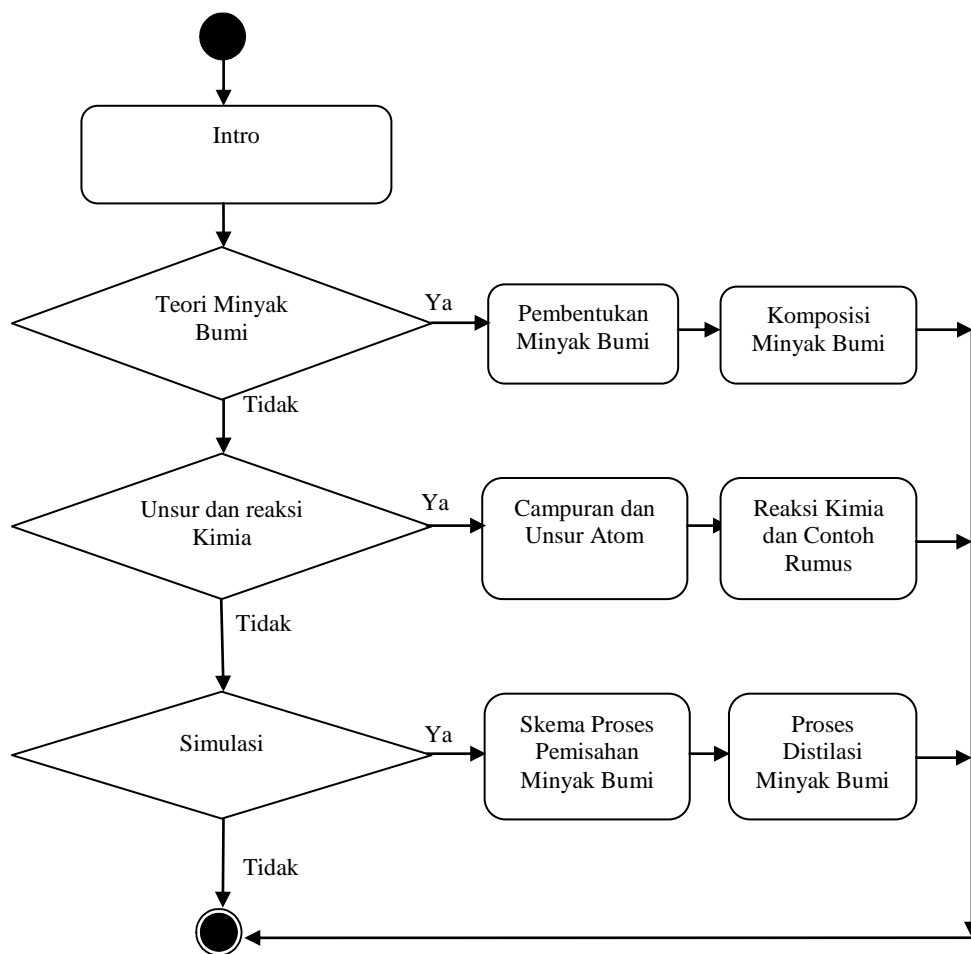 Intro
Teori Minyak
Bumi
Ya
Pembentukan
Minyak Bumi
Komposisi
Minyak Bumi
Tidak
Unsur dan reaksi
Kimia
Ya
Campuran dan
Unsur Atom
Reaksi Kimia
dan Contoh
Rumus
Tidak
Simulasi
Ya
Skema Proses
Pemisahan
Minyak Bumi
Proses
Distilasi
Minyak Bumi
Tidak